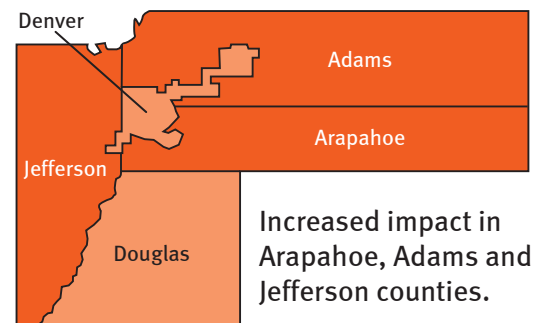 Denver
Adams
Arapahoe
Jefferson
Douglas
Increased impact in
Arapahoe, Adams and
Jefferson counties.